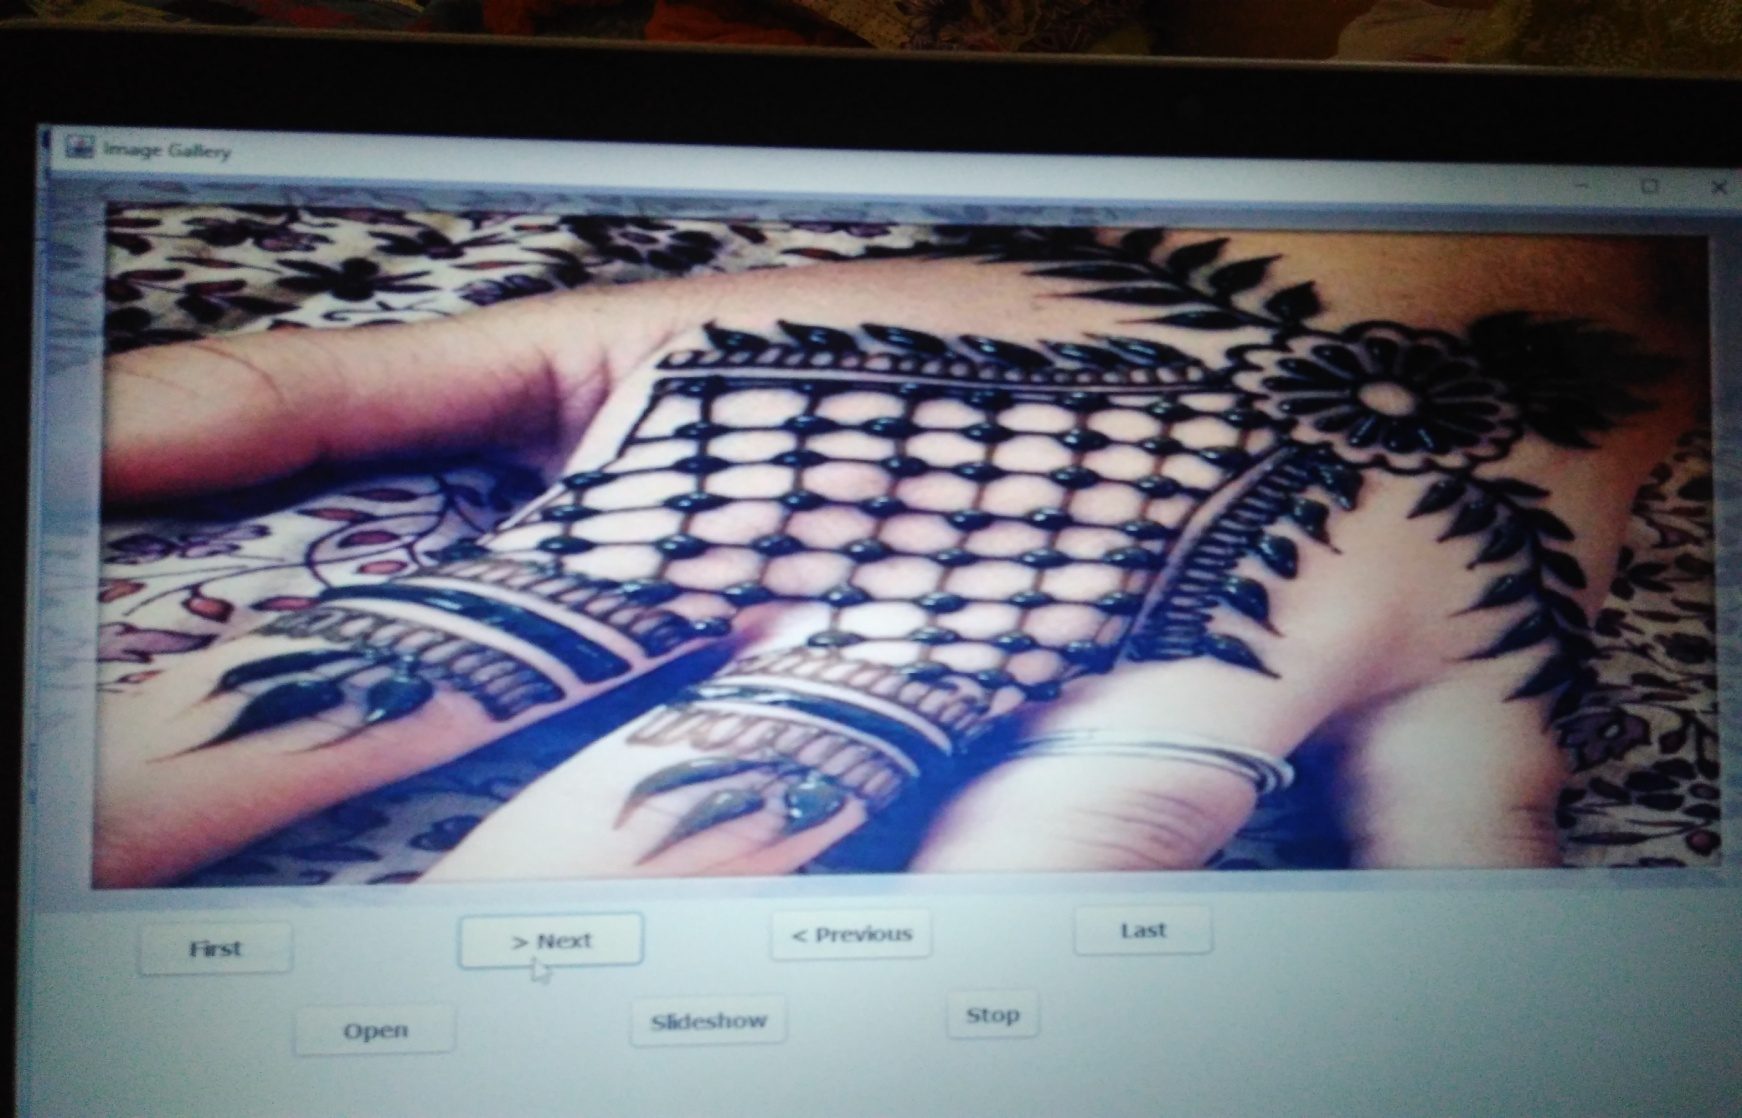 Image Gallery
First
> Next
< Previous
Last
Open
Slideshow
Stop